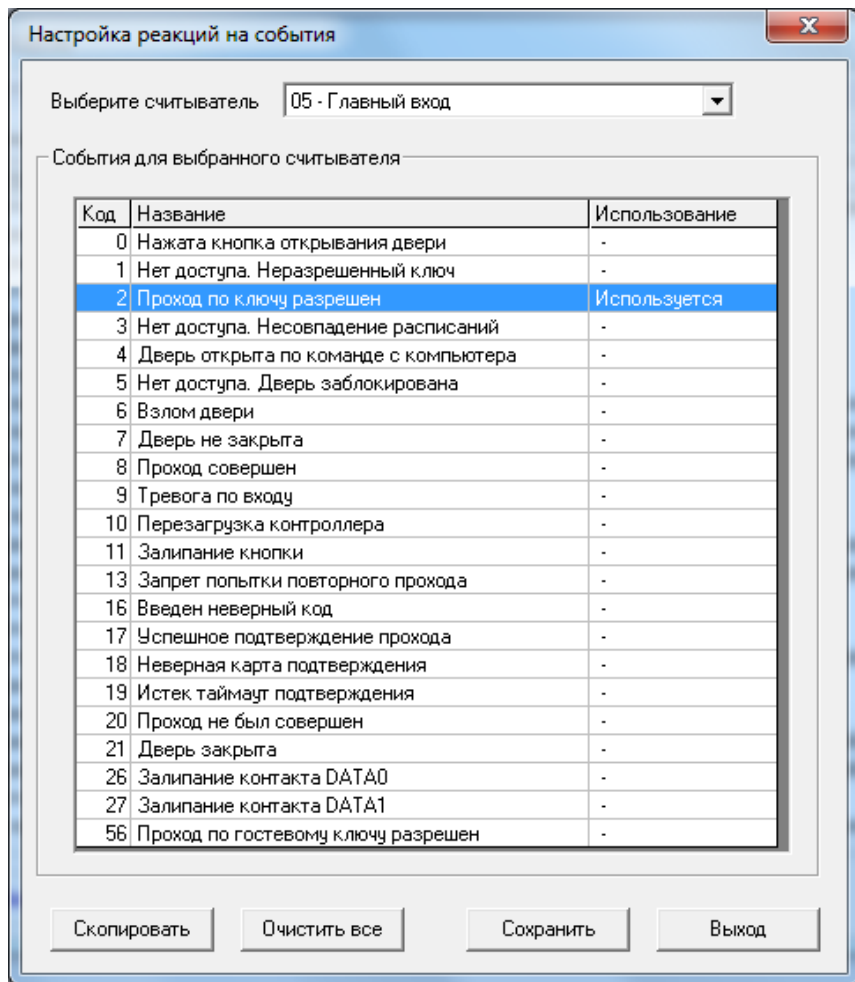 Настройка реакций на события
Выберите считыватель 05 - Главный вход
События для выбранного считывателя
Код Название Использование
0 Нажата кнопка открывания двери -
1 Нет доступа. Неразрешенный ключ -
2 Проход по ключу разрешен Используется
3 Нет доступа. Несовпадение расписаний -
4 Дверь открыта по команде с компьютера -
5 Нет доступа. Дверь заблокирована -
6 Взлом двери -
7 Дверь не закрыта -
8 Проход совершен -
9 Тревога по входу -
10 Перезагрузка контроллера -
11 Залипание кнопки -
13 Запрет попытки повторного прохода -
16 Введен неверный код -
17 Успешное подтверждение прохода -
18 Неверная карта подтверждения -
19 Истек таймаут подтверждения -
20 Проход не был совершен -
21 Дверь закрыта -
26 Залипание контакта DATA0 -
27 Залипание контакта DATA1 -
56 Проход по гостевому ключу разрешен -
Скопировать Очистить все Сохранить Выход